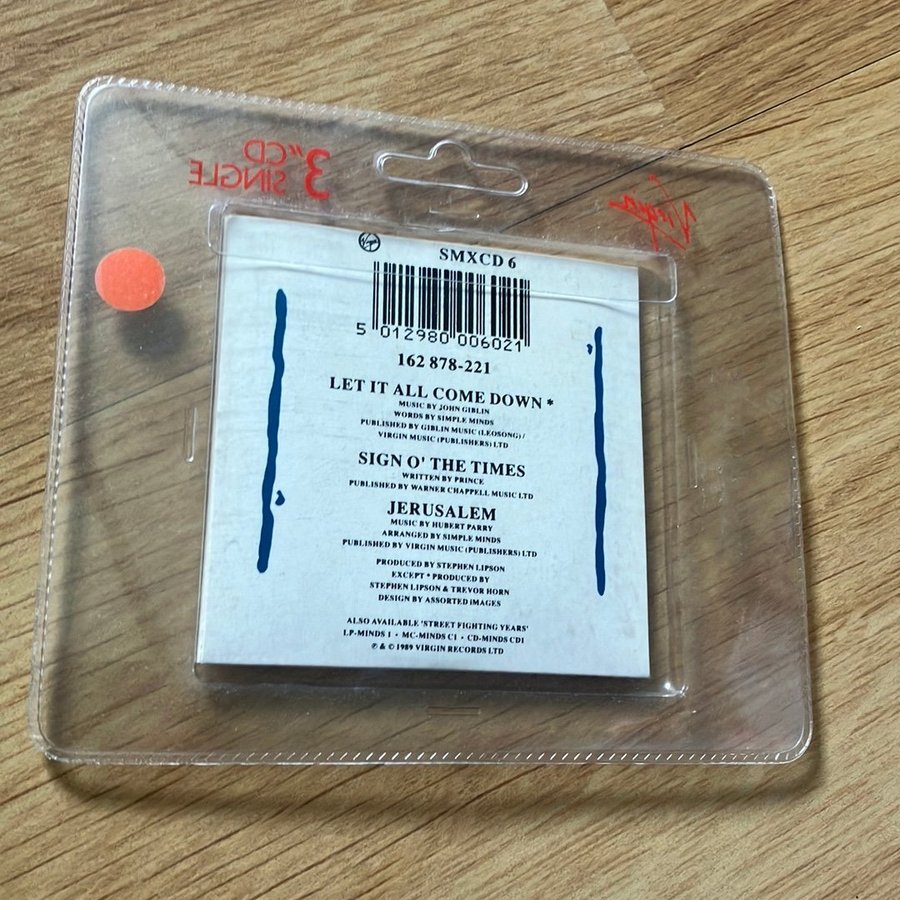 3" CD
SINGLE
Virgin
Virgin
SMXCD 6
5 012980 006021
162 878-221
LET IT ALL COME DOWN *
MUSIC BY JOHN GIBLIN
WORDS BY SIMPLE MINDS
PUBLISHED BY GIBLIN MUSIC (LEOSONG) /
VIRGIN MUSIC (PUBLISHERS) LTD
SIGN O' THE TIMES
WRITTEN BY PRINCE
PUBLISHED BY WARNER CHAPPELL MUSIC LTD
JERUSALEM
MUSIC BY HUBERT PARRY
ARRANGED BY SIMPLE MINDS
PUBLISHED BY VIRGIN MUSIC (PUBLISHERS) LTD
PRODUCED BY STEPHEN LIPSON
EXCEPT * PRODUCED BY
STEPHEN LIPSON & TREVOR HORN
DESIGN BY ASSORTED iMAGES
ALSO AVAILABLE 'STREET FIGHTING YEARS'
LP-MINDS 1 • MC-MINDS C1 • CD-MINDS CD1
℗ & © 1989 VIRGIN RECORDS LTD